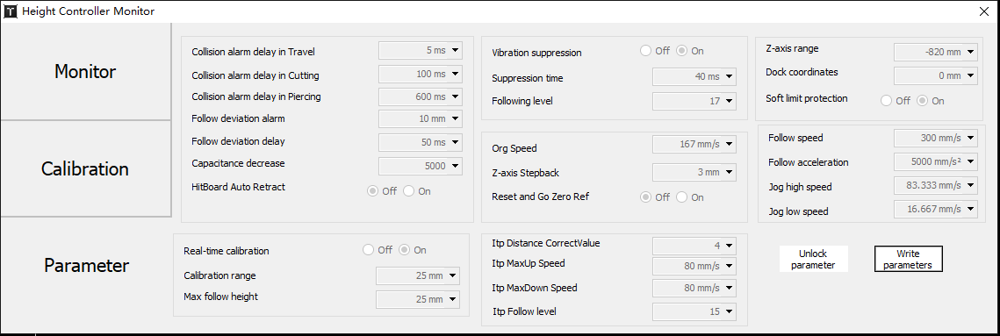 Height Controller Monitor
Monitor
Calibration
Parameter
Collision alarm delay in Travel 5 ms
Collision alarm delay in Cutting 100 ms
Collision alarm delay in Piercing 600 ms
Follow deviation alarm 10 mm
Follow deviation delay 50 ms
Capacitance decrease 5000
HitBoard Auto Retract Off On
Real-time calibration Off On
Calibration range 25 mm
Max follow height 25 mm
Vibration suppression Off On
Suppression time 40 ms
Following level 17
Org Speed 167 mm/s
Z-axis Stepback 3 mm
Reset and Go Zero Ref Off On
Itp Distance CorrectValue 4
Itp MaxUp Speed 80 mm/s
Itp MaxDown Speed 80 mm/s
Itp Follow level 15
Z-axis range -820 mm
Dock coordinates 0 mm
Soft limit protection Off On
Follow speed 300 mm/s
Follow acceleration 5000 mm/s²
Jog high speed 83.333 mm/s
Jog low speed 16.667 mm/s
Unlock
parameter
Write
parameters